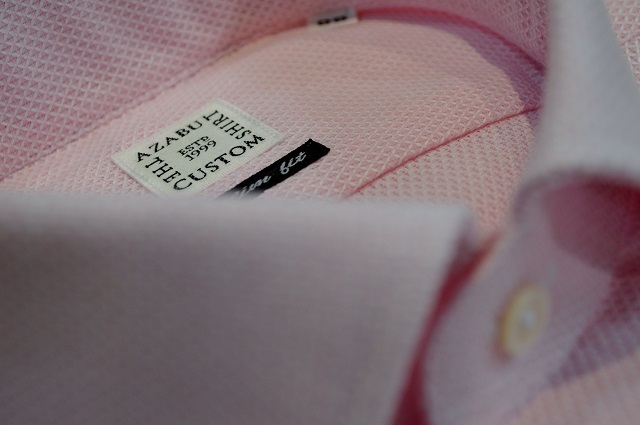 AZABU
THE CUSTOM
SHIRT
ESTD
1999
fit